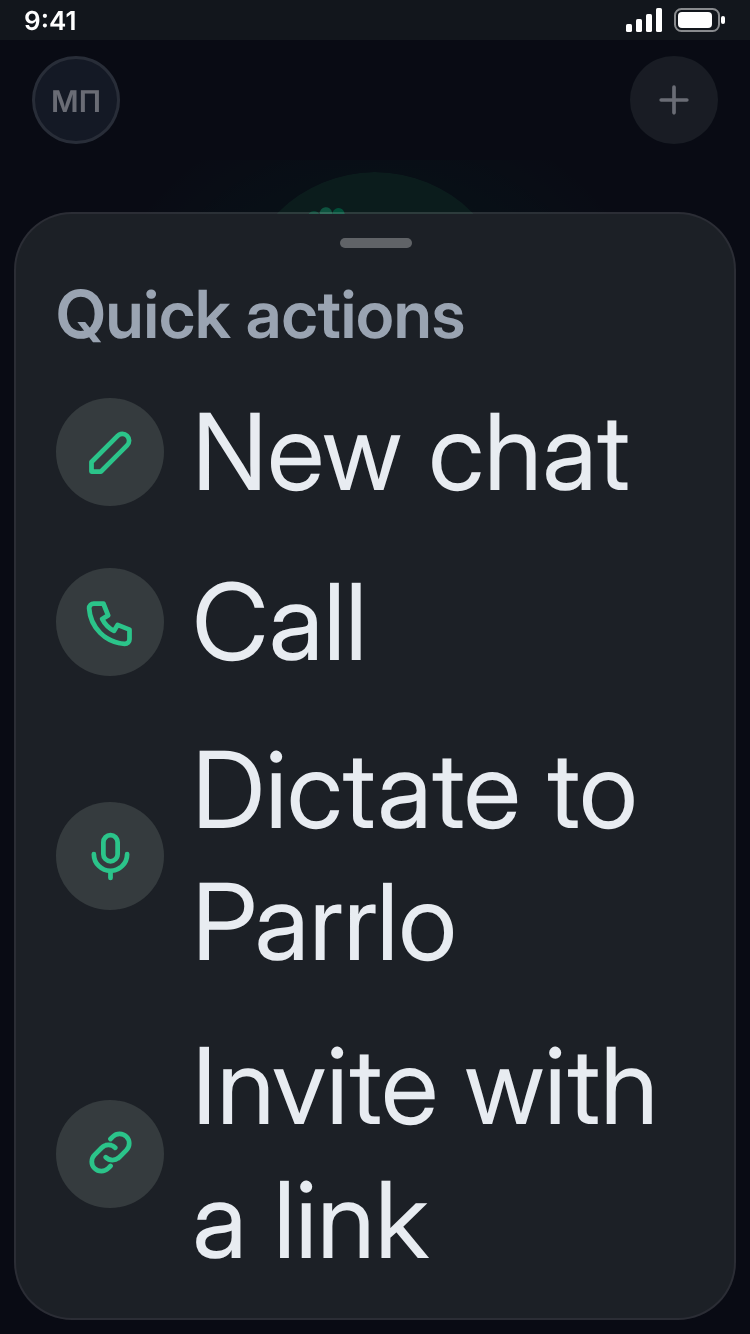 9:41
МП
Quick actions
New chat
Call
Dictate to
Parrlo
Invite with
a link